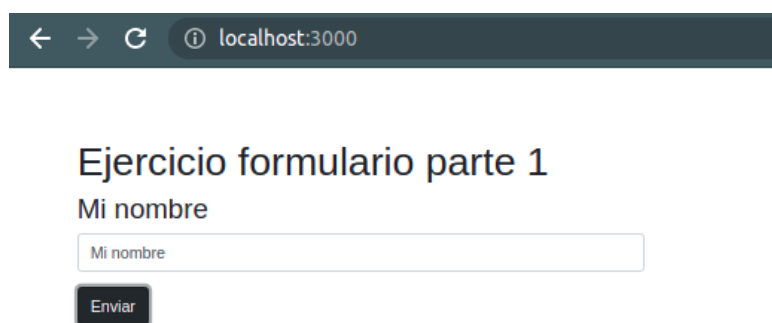 localhost:3000
Ejercicio formulario parte 1
Mi nombre
Mi nombre
Enviar